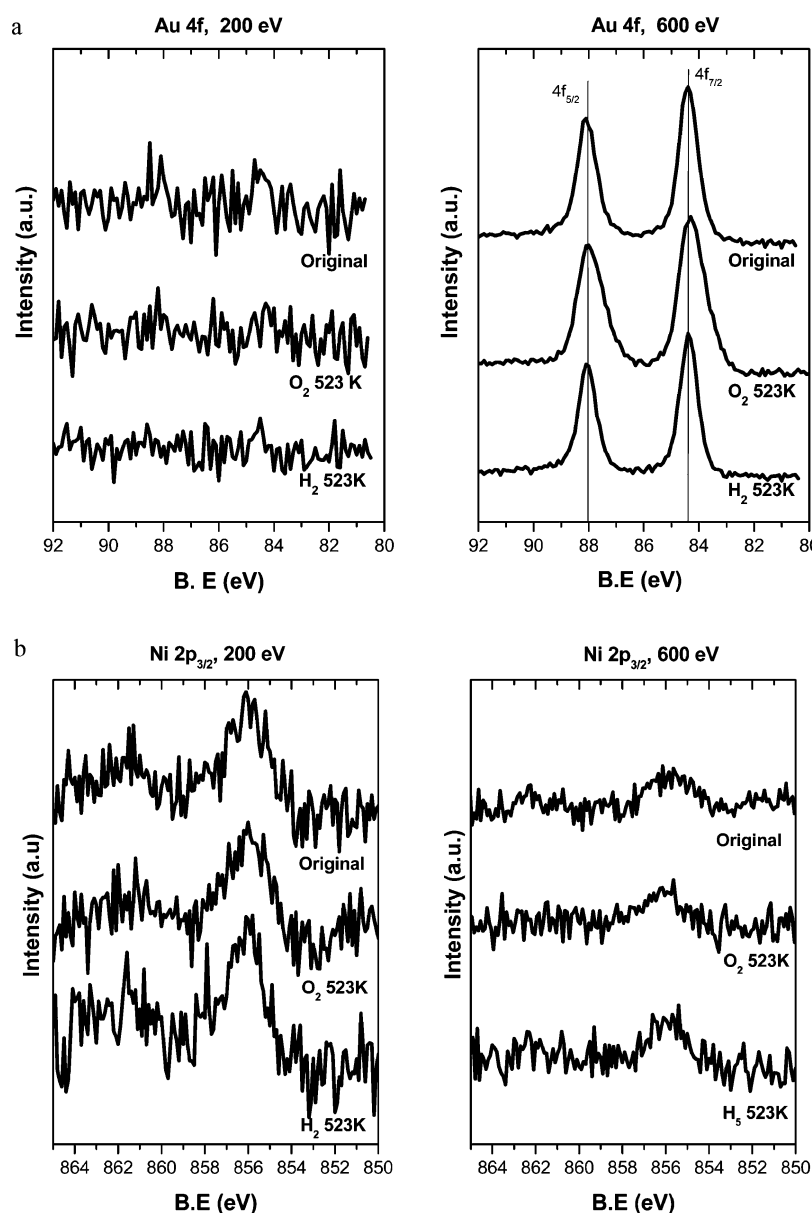 a
Au 4f, 200 eV
Au 4f, 600 eV
Intensity (a.u.)
Original
O2 523 K
H2 523K
92 90 88 86 84 82 80
B. E (eV)
Intensity (a.u.)
4f5/2
4f7/2
Original
O2 523K
H2 523K
92 90 88 86 84 82 80
B.E (eV)
b
Ni 2p3/2, 200 eV
Ni 2p3/2, 600 eV
Intensity (a.u)
Original
O2 523K
H2 523K
864 862 860 858 856 854 852 850
B.E (eV)
Intensity (a.u.)
Original
O2 523K
H5 523K
864 862 860 858 856 854 852 850
B.E (eV)